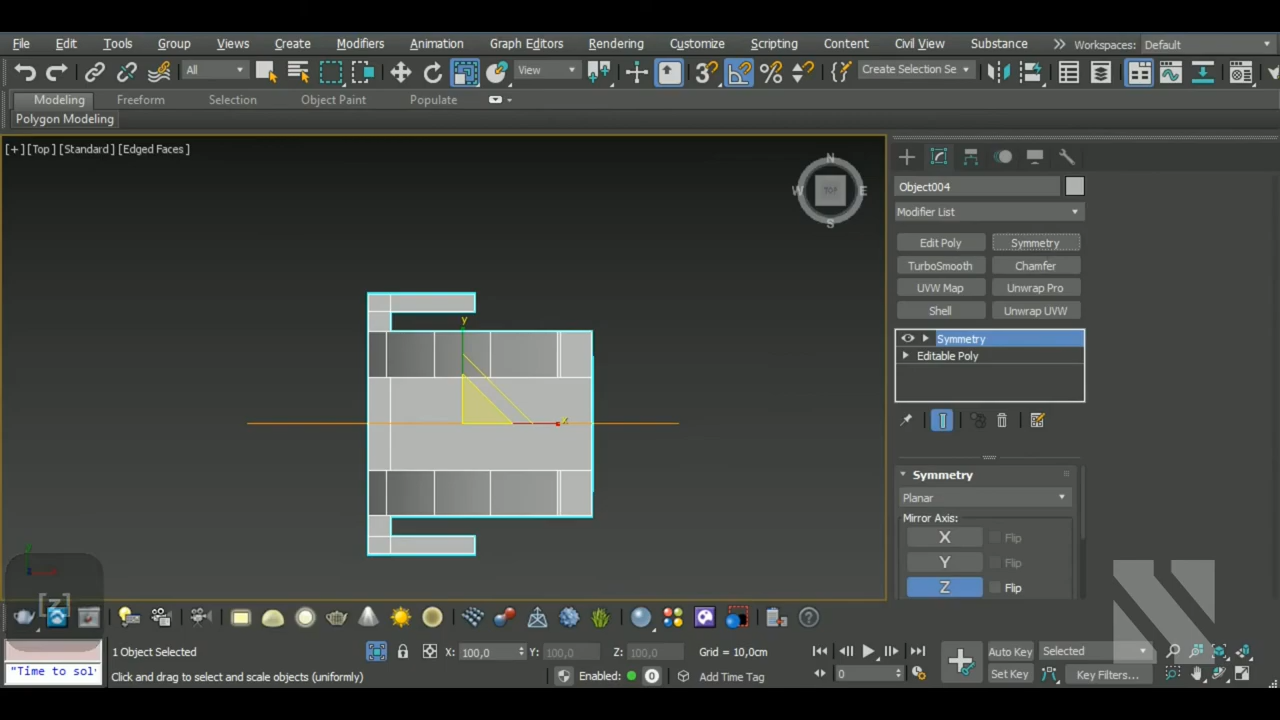 File Edit Tools Group Views Create Modifiers Animation Graph Editors Rendering Customize Scripting Content Civil View Substance Workspaces: Default
All View Create Selection Se
Modeling Freeform Selection Object Paint Populate
Polygon Modeling
[+] [Top] [Standard] [Edged Faces]
N
W TOP E
S
y
x
Object004
Modifier List
Edit Poly Symmetry
TurboSmooth Chamfer
UVW Map Unwrap Pro
Shell Unwrap UVW
Symmetry
Editable Poly
Symmetry
Planar
Mirror Axis:
X Flip
Y Flip
Z Flip
[z]
1 Object Selected X: 100,0 Y: 100,0 Z: 100,0 Grid = 10,0cm Auto Key Selected
"Time to sol Click and drag to select and scale objects (uniformly) Enabled: 0 Add Time Tag 0 Set Key Key Filters...